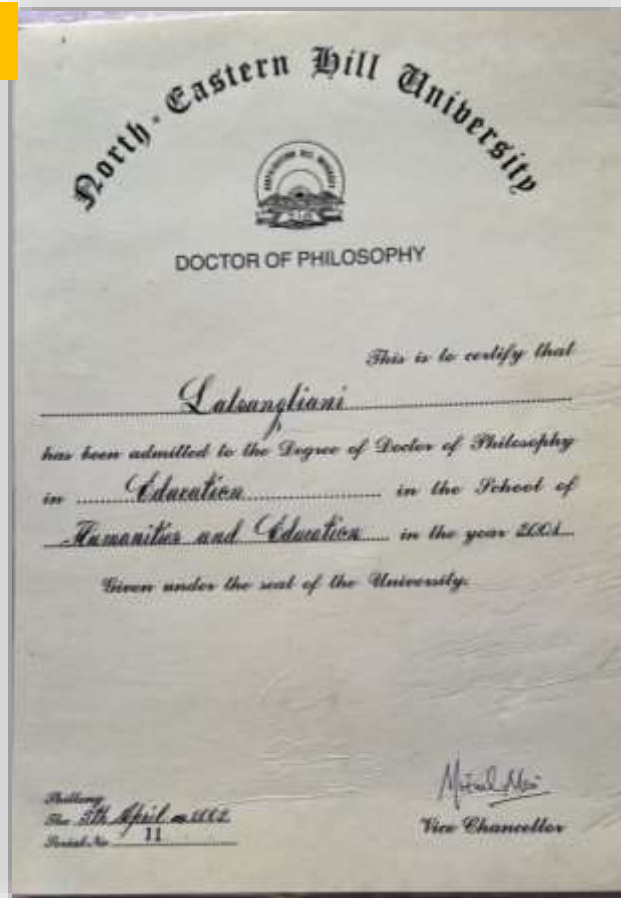 North-Eastern Hill University
DOCTOR OF PHILOSOPHY
This is to certify that
Lalsangliani
has been admitted to the Degree of Doctor of Philosophy
in Education in the School of
Humanities and Education in the year
Given under the seal of the University.
Shillong
The 5th April
Serial No 11
Vice Chancellor